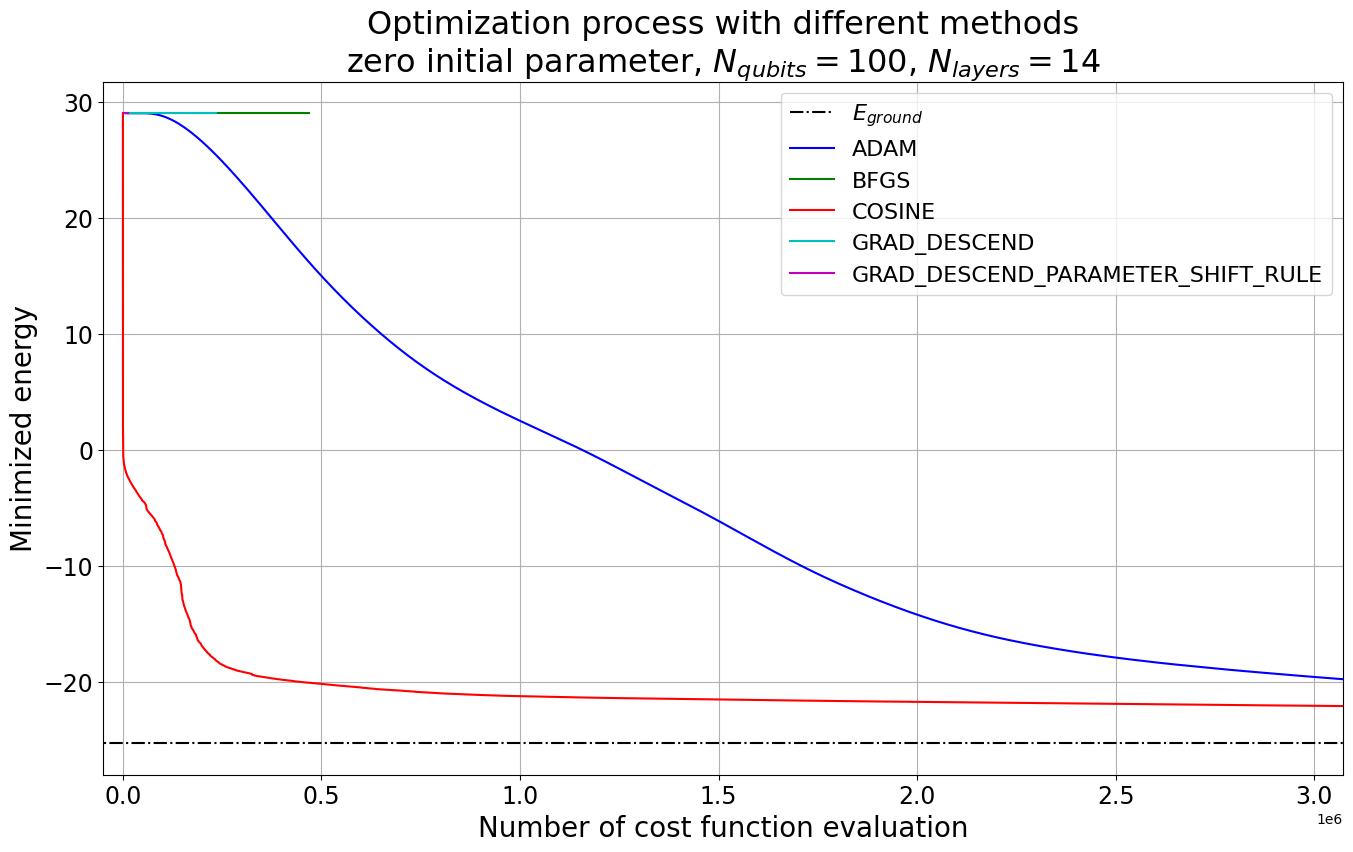 Optimization process with different methods
zero initial parameter, N_qubits = 100, N_layers = 14
30
20
10
0
−10
−20
Minimized energy
E_ground
ADAM
BFGS
COSINE
GRAD_DESCEND
GRAD_DESCEND_PARAMETER_SHIFT_RULE
0.0 0.5 1.0 1.5 2.0 2.5 3.0
1e6
Number of cost function evaluation